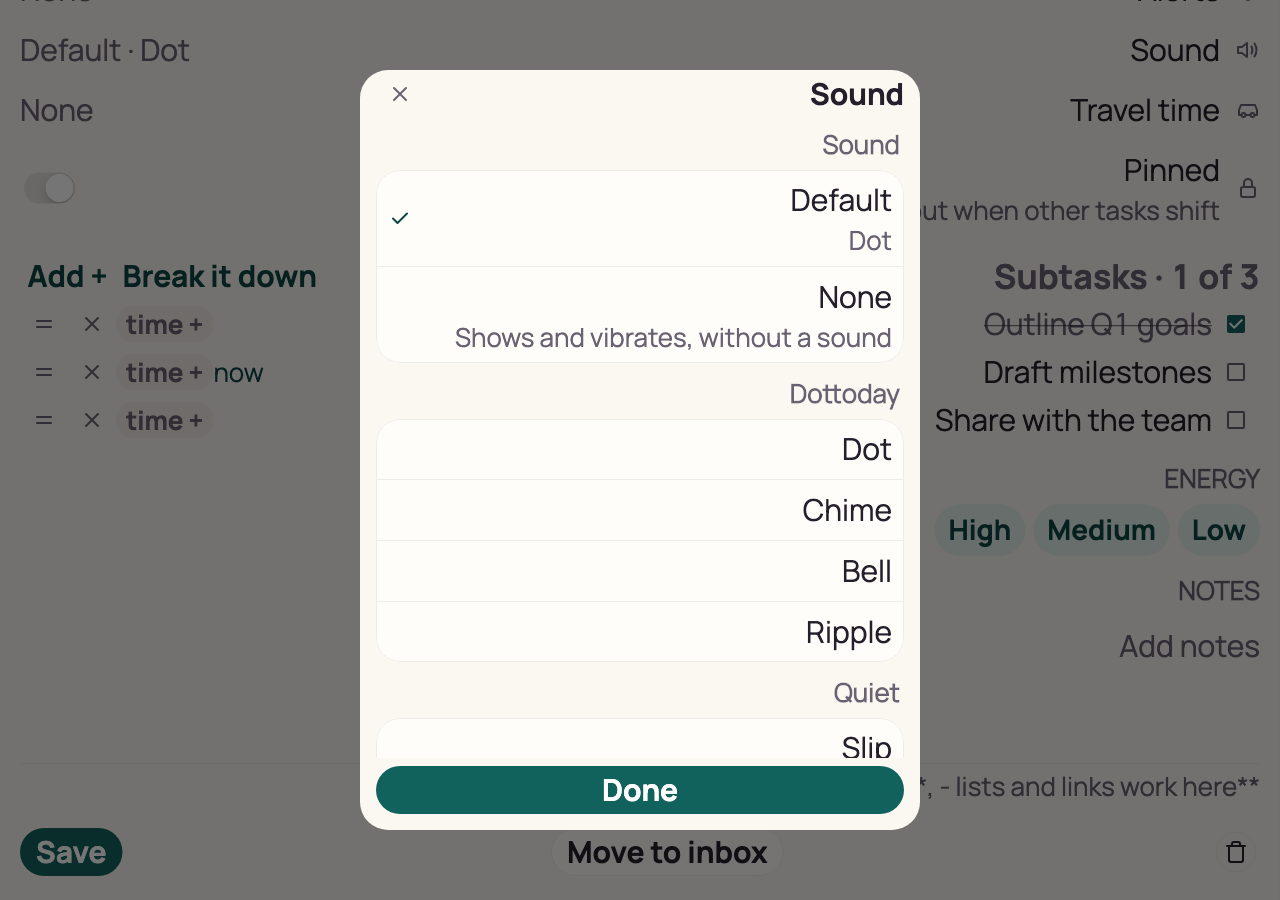 Default · Dot
Sound
None
Travel time
Pinned
out when other tasks shift
Add + Break it down
Subtasks · 1 of 3
time +
Outline Q1 goals
time + now
Draft milestones
time +
Share with the team
ENERGY
High Medium Low
NOTES
Add notes
, - lists and links work here**
Save
Move to inbox
Sound
Sound
Default
Dot
None
Shows and vibrates, without a sound
Dottoday
Dot
Chime
Bell
Ripple
Quiet
Slip
Done